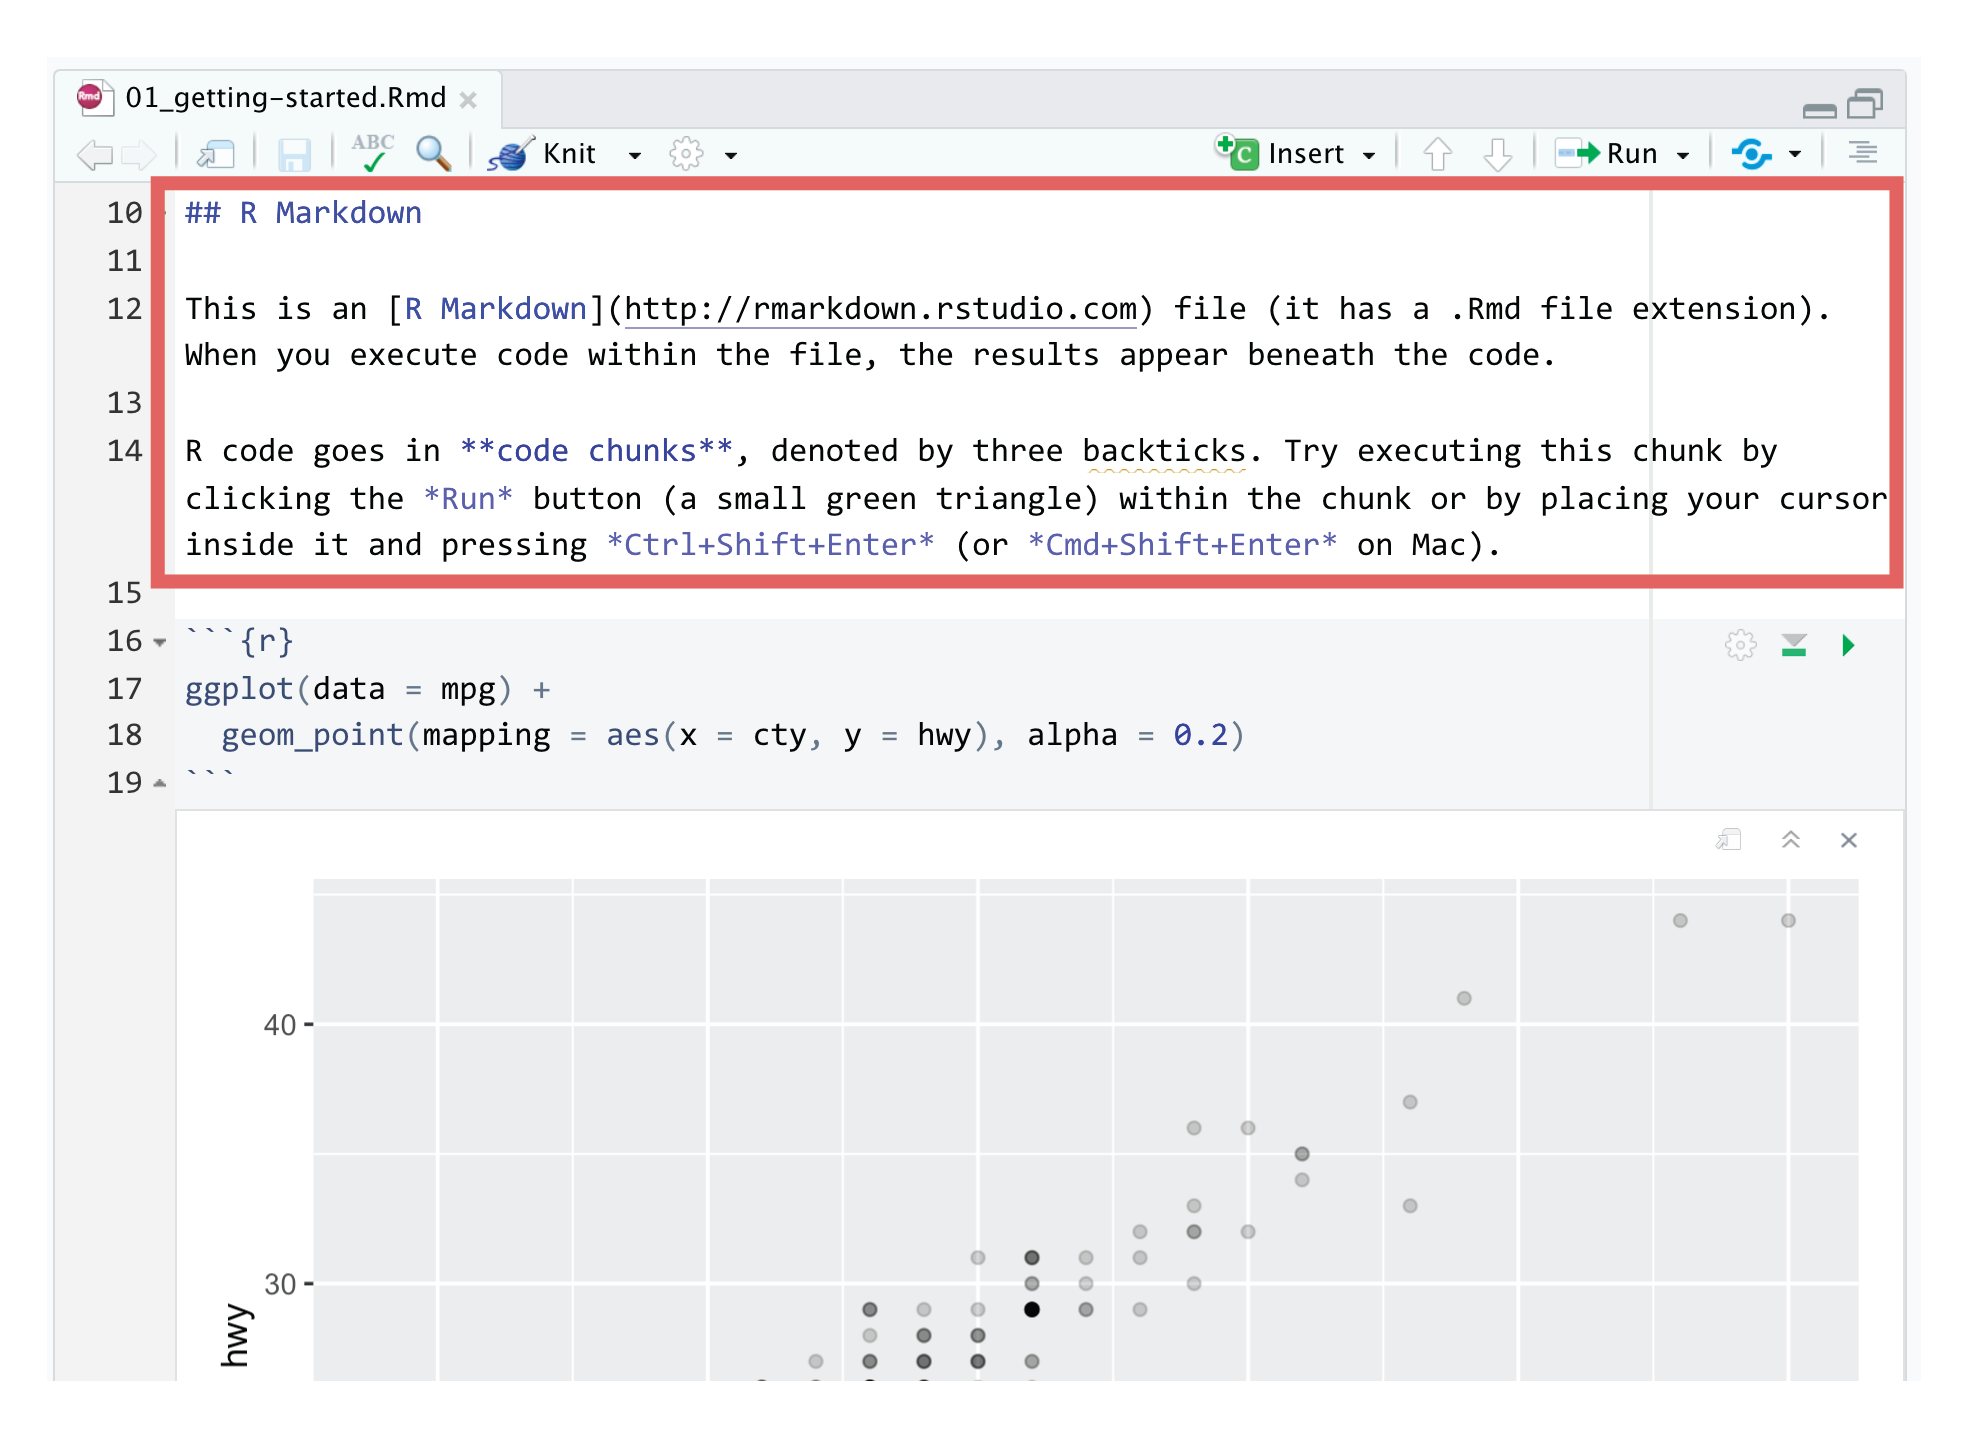 Rmd 01_getting-started.Rmd
ABC Knit Insert Run
10 ## R Markdown
11
12 This is an [R Markdown](http://rmarkdown.rstudio.com) file (it has a .Rmd file extension).
When you execute code within the file, the results appear beneath the code.
13
14 R code goes in **code chunks**, denoted by three backticks. Try executing this chunk by
clicking the *Run* button (a small green triangle) within the chunk or by placing your cursor
inside it and pressing *Ctrl+Shift+Enter* (or *Cmd+Shift+Enter* on Mac).
15
16 ```{r}
17 ggplot(data = mpg) +
18   geom_point(mapping = aes(x = cty, y = hwy), alpha = 0.2)
19 ```
40
30
hwy